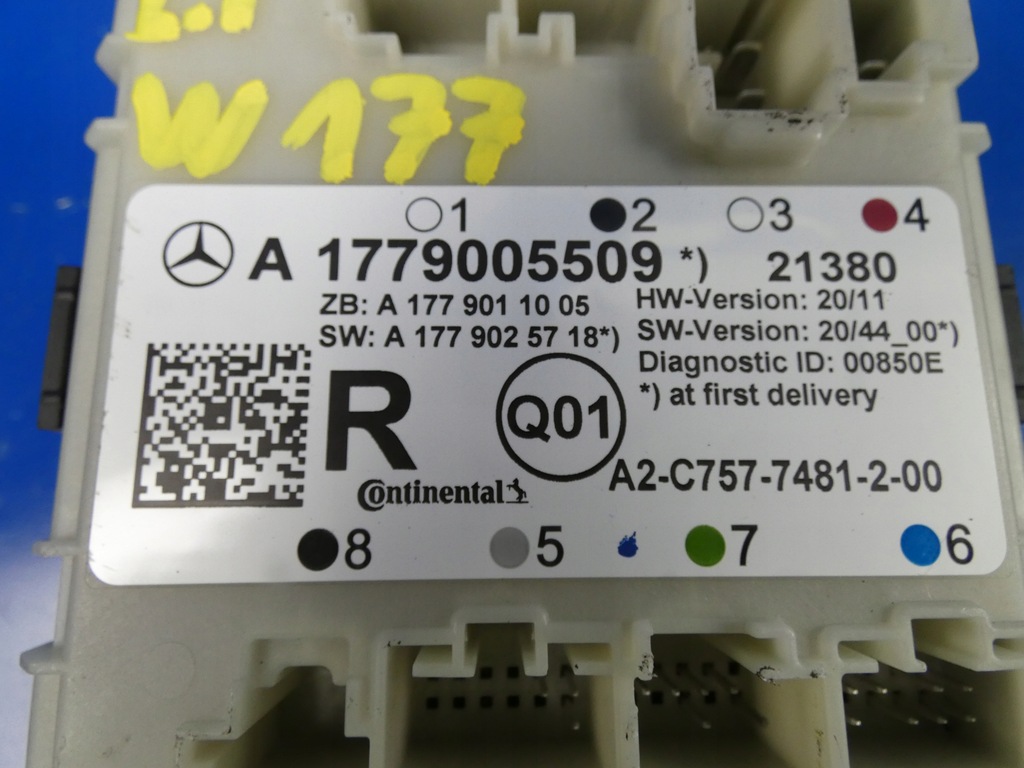 W177
1 2 3 4
A 1779005509 *) 21380
ZB: A 177 901 10 05
SW: A 177 902 57 18*)
HW-Version: 20/11
SW-Version: 20/44_00*)
Diagnostic ID: 00850E
*) at first delivery
R
Q01
Continental
A2-C757-7481-2-00
8 5 7 6